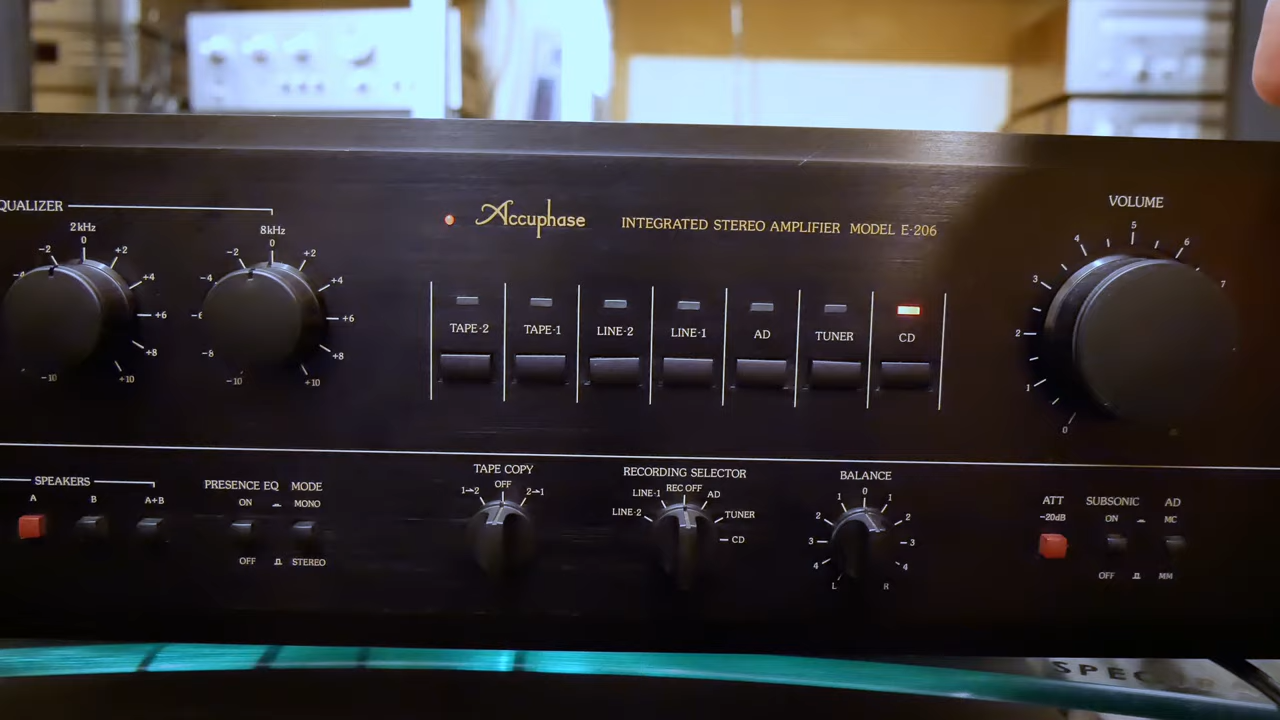 QUALIZER
2kHz
0
-2 +2
-4 +4
+6
+8
-10 +10
8kHz
0
-2 +2
-4 +4
-6 +6
-8 +8
-10 +10
Accuphase INTEGRATED STEREO AMPLIFIER MODEL E-206
TAPE-2 TAPE-1 LINE-2 LINE-1 AD TUNER CD
VOLUME
0 1 2 3 4 5 6 7
SPEAKERS
A B A+B
PRESENCE EQ MODE
ON MONO
OFF STEREO
TAPE COPY
OFF
1→2 2→1
RECORDING SELECTOR
REC OFF
LINE-1 AD
LINE-2 TUNER
CD
BALANCE
0
1 1
2 2
3 3
4 4
L R
ATT
-20dB
SUBSONIC AD
ON MC
OFF MM
SPEC